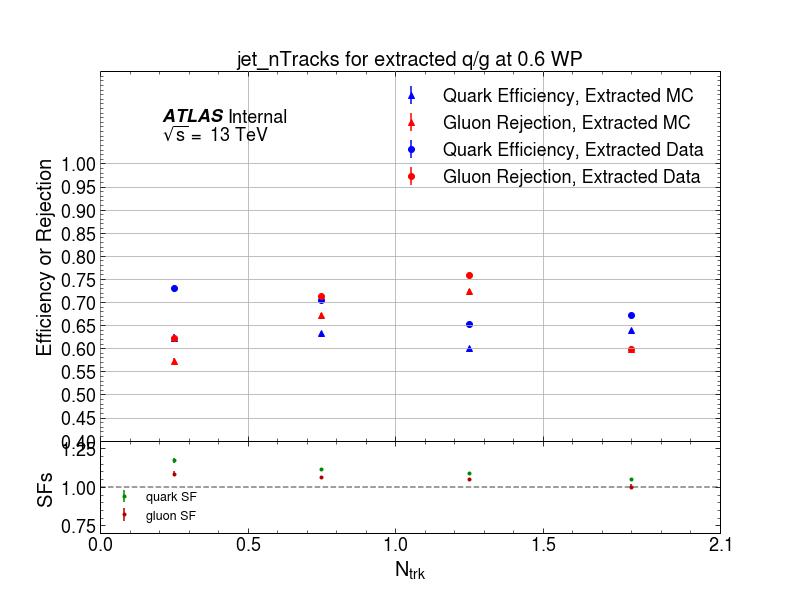 jet_nTracks for extracted q/g at 0.6 WP
ATLAS Internal
√s = 13 TeV
Quark Efficiency, Extracted MC
Gluon Rejection, Extracted MC
Quark Efficiency, Extracted Data
Gluon Rejection, Extracted Data
Efficiency or Rejection
1.00
0.95
0.90
0.85
0.80
0.75
0.70
0.65
0.60
0.55
0.50
0.45
0.40
SFs
1.25
1.00
0.75
quark SF
gluon SF
0.0 0.5 1.0 1.5 2.1
Ntrk